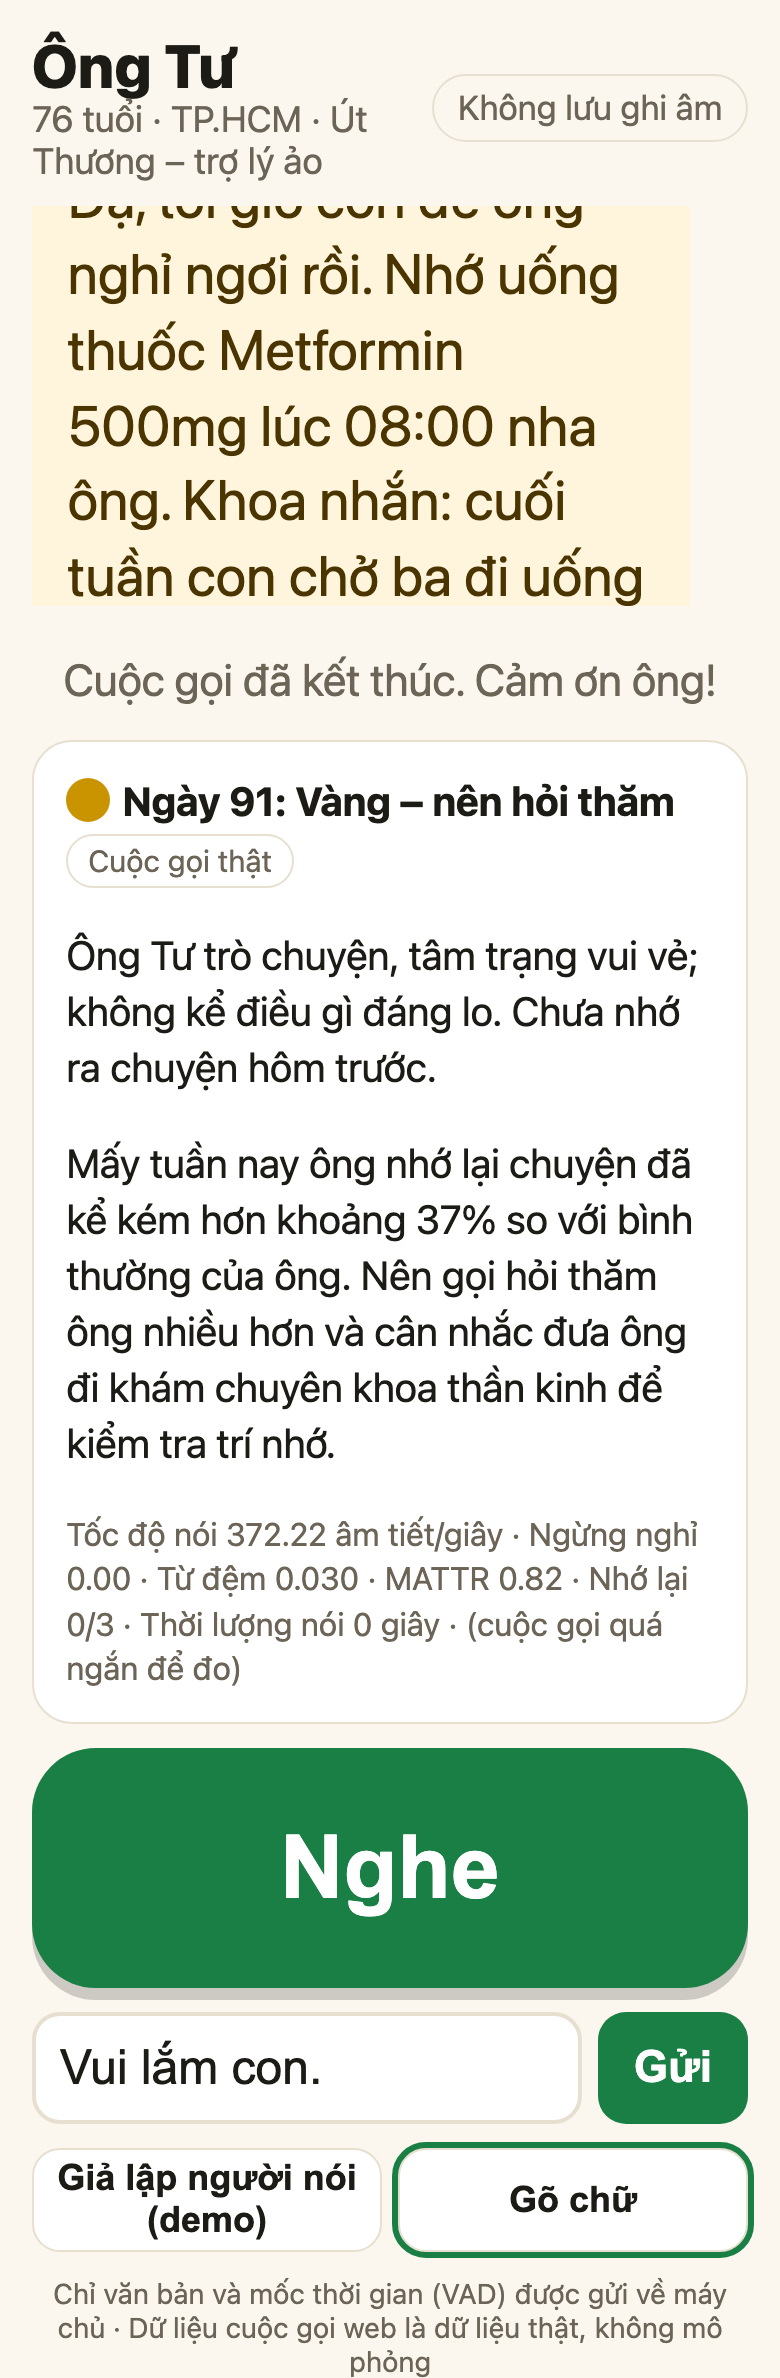 Ông Tư
76 tuổi · TP.HCM · Út
Thương – trợ lý ảo
Không lưu ghi âm
Dạ, tới giờ con để ông
nghỉ ngơi rồi. Nhớ uống
thuốc Metformin
500mg lúc 08:00 nha
ông. Khoa nhắn: cuối
tuần con chở ba đi uống
Cuộc gọi đã kết thúc. Cảm ơn ông!
Ngày 91: Vàng – nên hỏi thăm
Cuộc gọi thật
Ông Tư trò chuyện, tâm trạng vui vẻ;
không kể điều gì đáng lo. Chưa nhớ
ra chuyện hôm trước.
Mấy tuần nay ông nhớ lại chuyện đã
kể kém hơn khoảng 37% so với bình
thường của ông. Nên gọi hỏi thăm
ông nhiều hơn và cân nhắc đưa ông
đi khám chuyên khoa thần kinh để
kiểm tra trí nhớ.
Tốc độ nói 372.22 âm tiết/giây · Ngừng nghỉ
0.00 · Từ đệm 0.030 · MATTR 0.82 · Nhớ lại
0/3 · Thời lượng nói 0 giây · (cuộc gọi quá
ngắn để đo)
Nghe
Vui lắm con.
Gửi
Giả lập người nói
(demo)
Gõ chữ
Chỉ văn bản và mốc thời gian (VAD) được gửi về máy
chủ · Dữ liệu cuộc gọi web là dữ liệu thật, không mô
phỏng